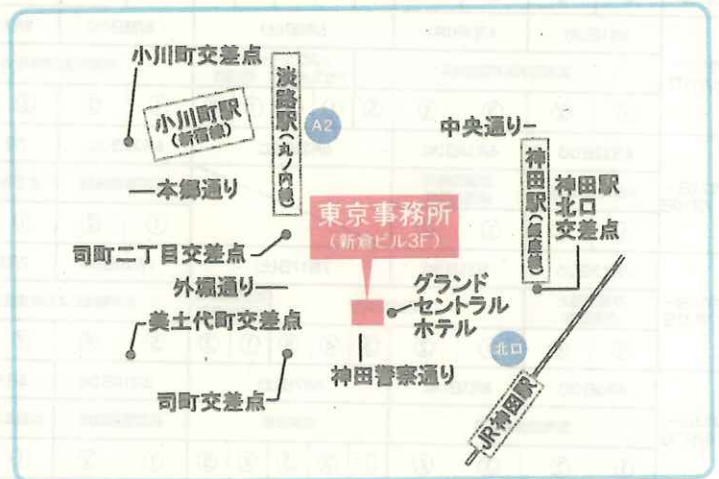 小川町交差点
小川町駅
(新宿線)
淡路駅(丸ノ内線)
A2
中央通り
神田駅(銀座線)
神田駅
北口
交差点
本郷通り
東京事務所
(新倉ビル3F)
司町二丁目交差点
外堀通り
グランド
セントラル
ホテル
美土代町交差点
北口
神田警察通り
司町交差点
JR神田駅